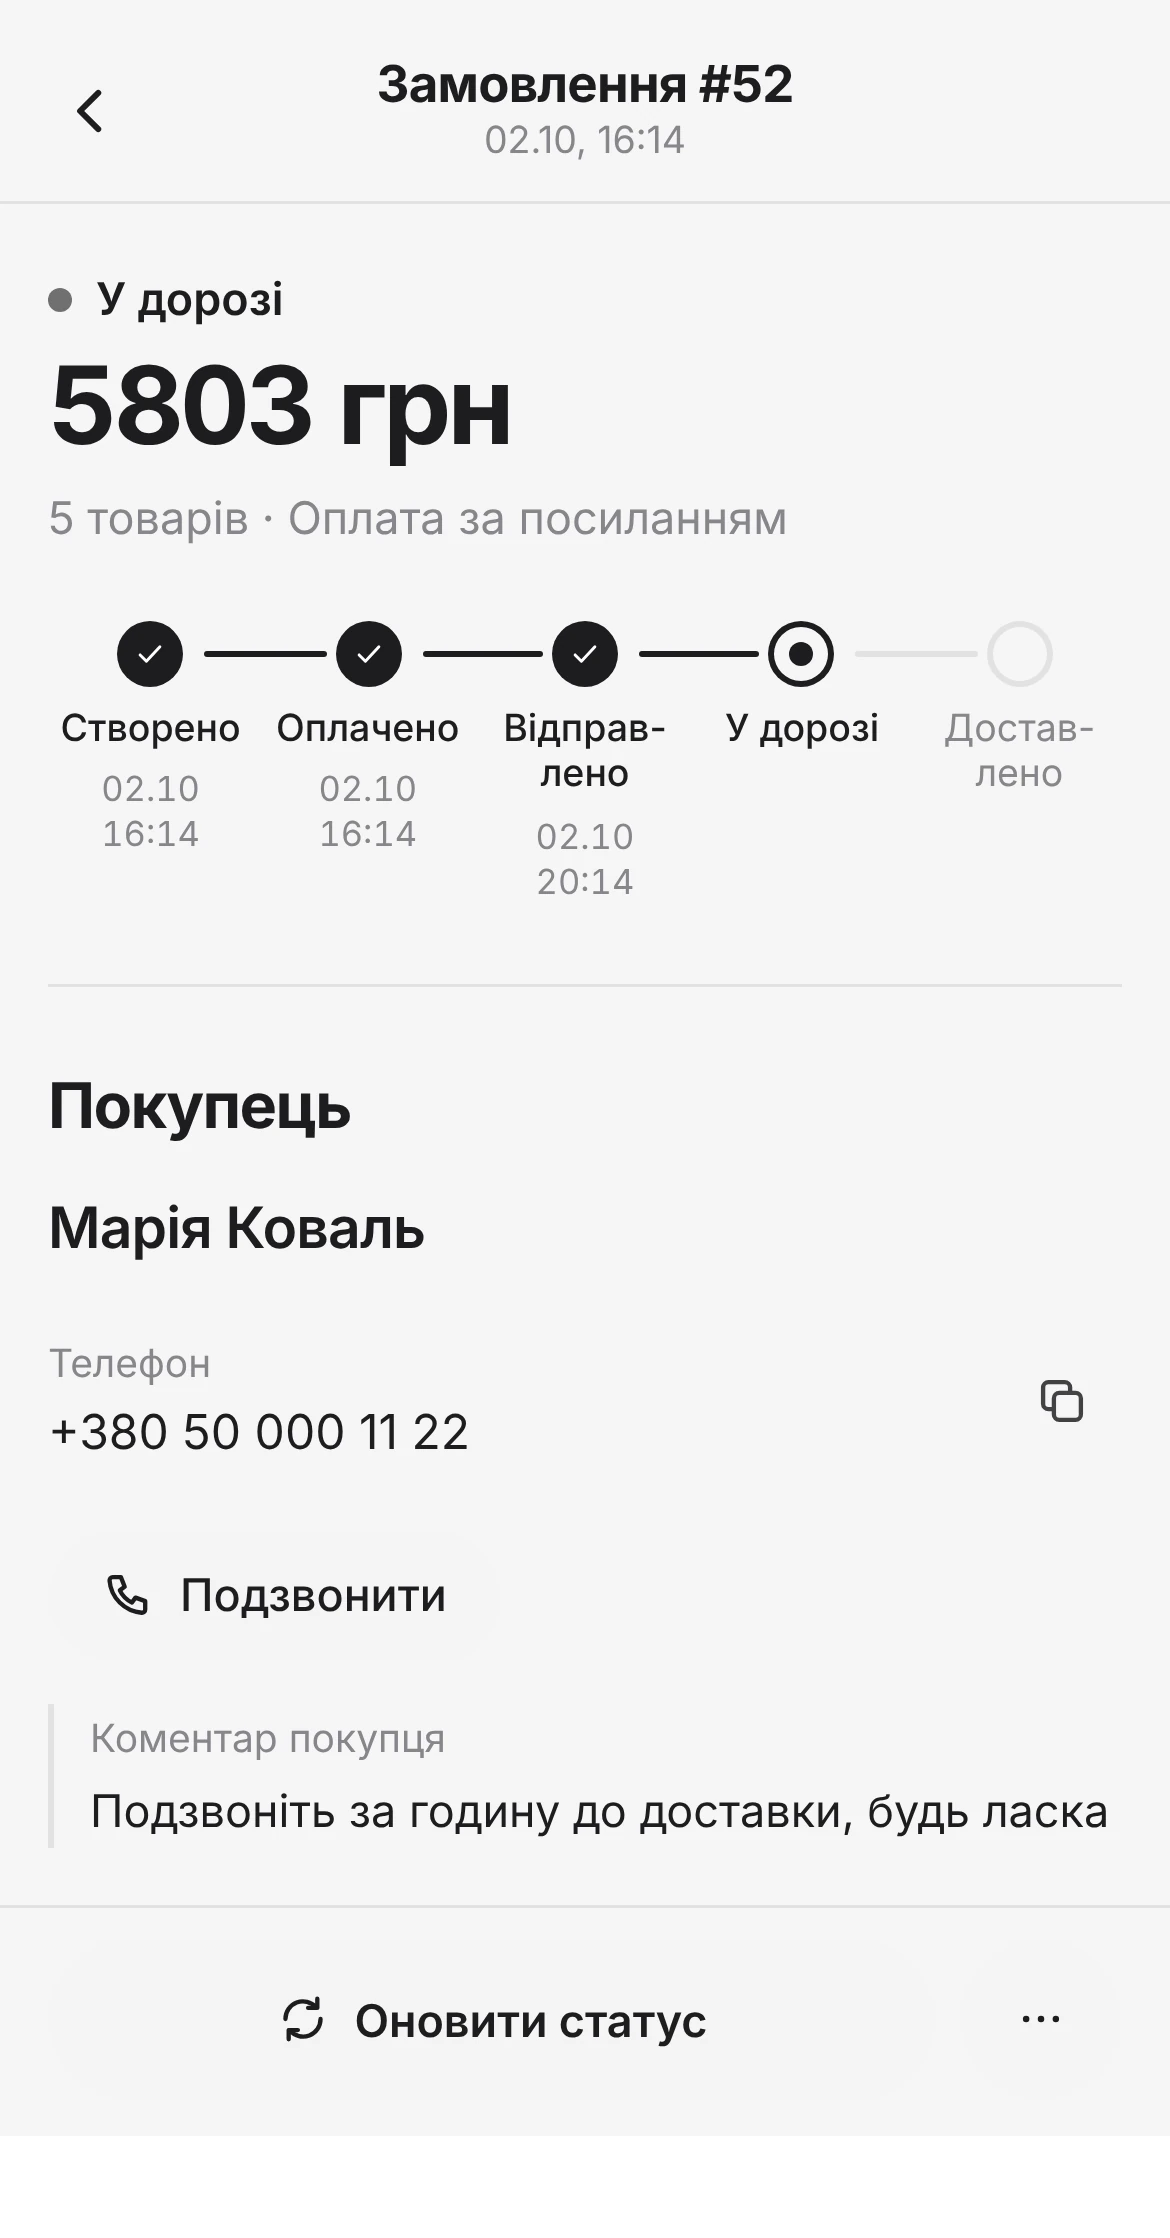 Замовлення #52
02.10, 16:14
У дорозі
5803 грн
5 товарів · Оплата за посиланням
Створено
02.10
16:14
Оплачено
02.10
16:14
Відправ-
лено
02.10
20:14
У дорозі
Достав-
лено
Покупець
Марія Коваль
Телефон
+380 50 000 11 22
Подзвонити
Коментар покупця
Подзвоніть за годину до доставки, будь ласка
Оновити статус